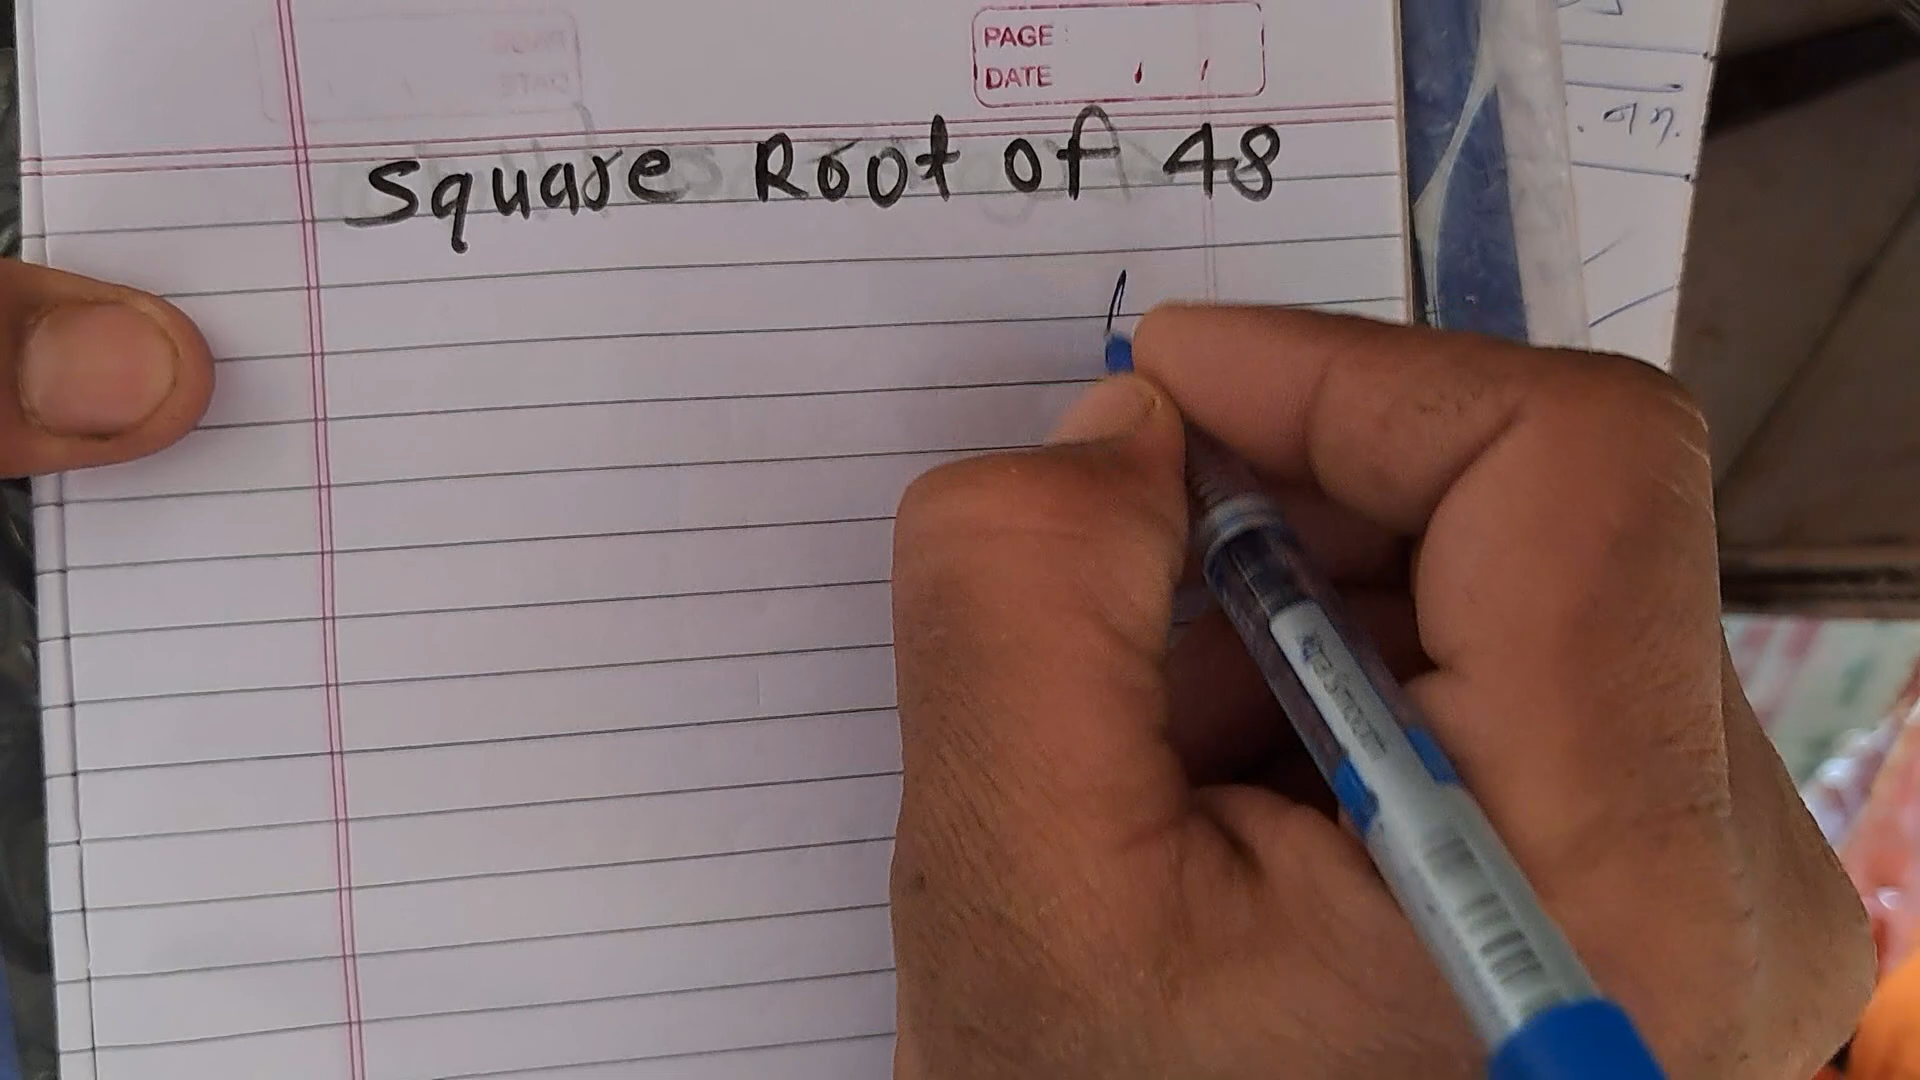 PAGE :
DATE / /
Square Root of 48